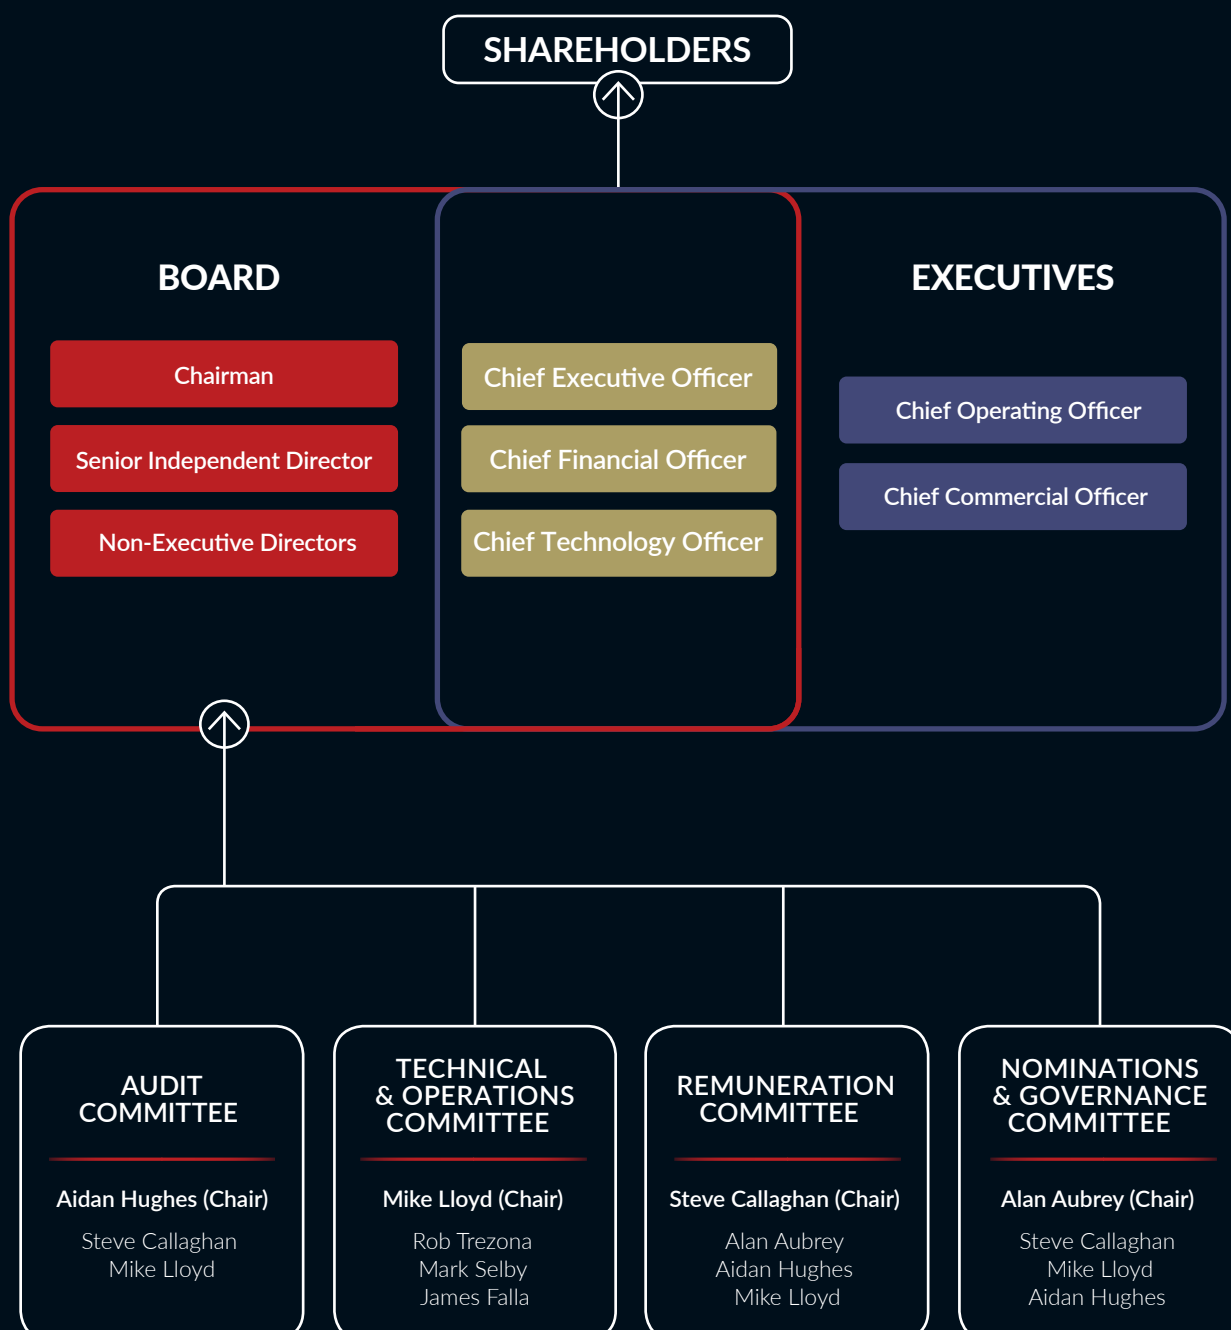 SHAREHOLDERS
BOARD
Chairman
Senior Independent Director
Non-Executive Directors
Chief Executive Officer
Chief Financial Officer
Chief Technology Officer
EXECUTIVES
Chief Operating Officer
Chief Commercial Officer
AUDIT
COMMITTEE
Aidan Hughes (Chair)
Steve Callaghan
Mike Lloyd
TECHNICAL
& OPERATIONS
COMMITTEE
Mike Lloyd (Chair)
Rob Trezona
Mark Selby
James Falla
REMUNERATION
COMMITTEE
Steve Callaghan (Chair)
Alan Aubrey
Aidan Hughes
Mike Lloyd
NOMINATIONS
& GOVERNANCE
COMMITTEE
Alan Aubrey (Chair)
Steve Callaghan
Mike Lloyd
Aidan Hughes